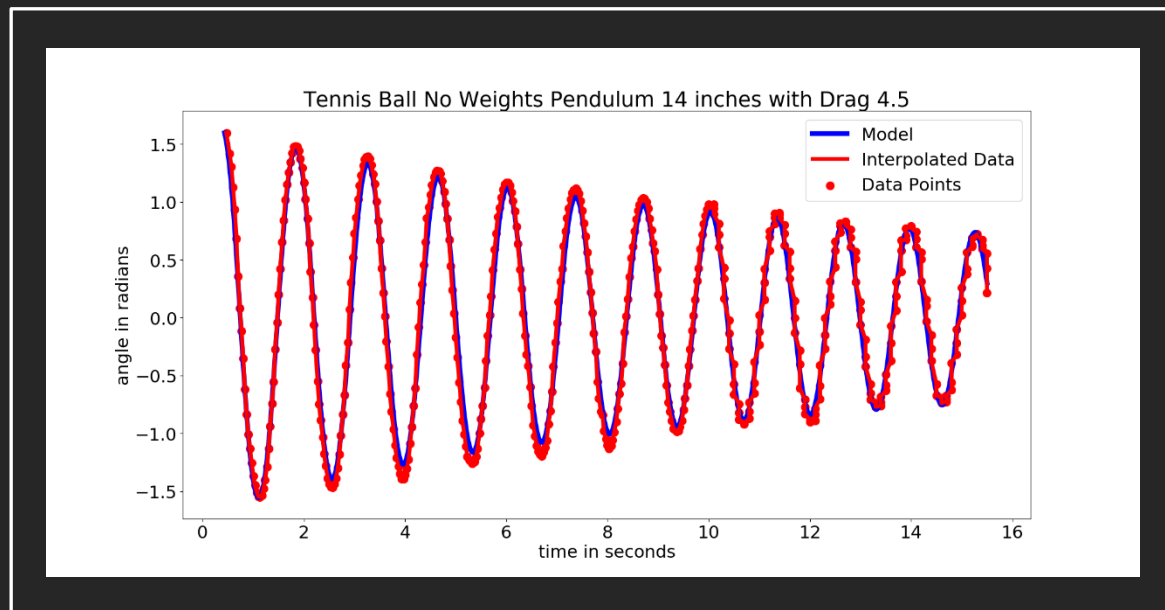 Tennis Ball No Weights Pendulum 14 inches with Drag 4.5
Model
Interpolated Data
Data Points
1.5
1.0
0.5
0.0
−0.5
−1.0
−1.5
angle in radians
0 2 4 6 8 10 12 14 16
time in seconds